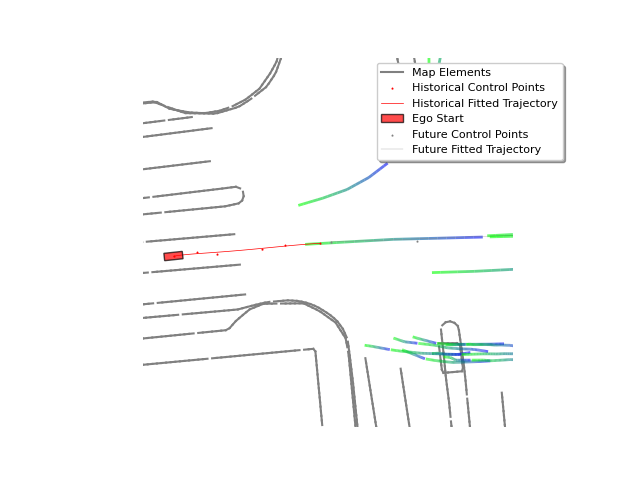 Map Elements
Historical Control Points
Historical Fitted Trajectory
Ego Start
Future Control Points
Future Fitted Trajectory